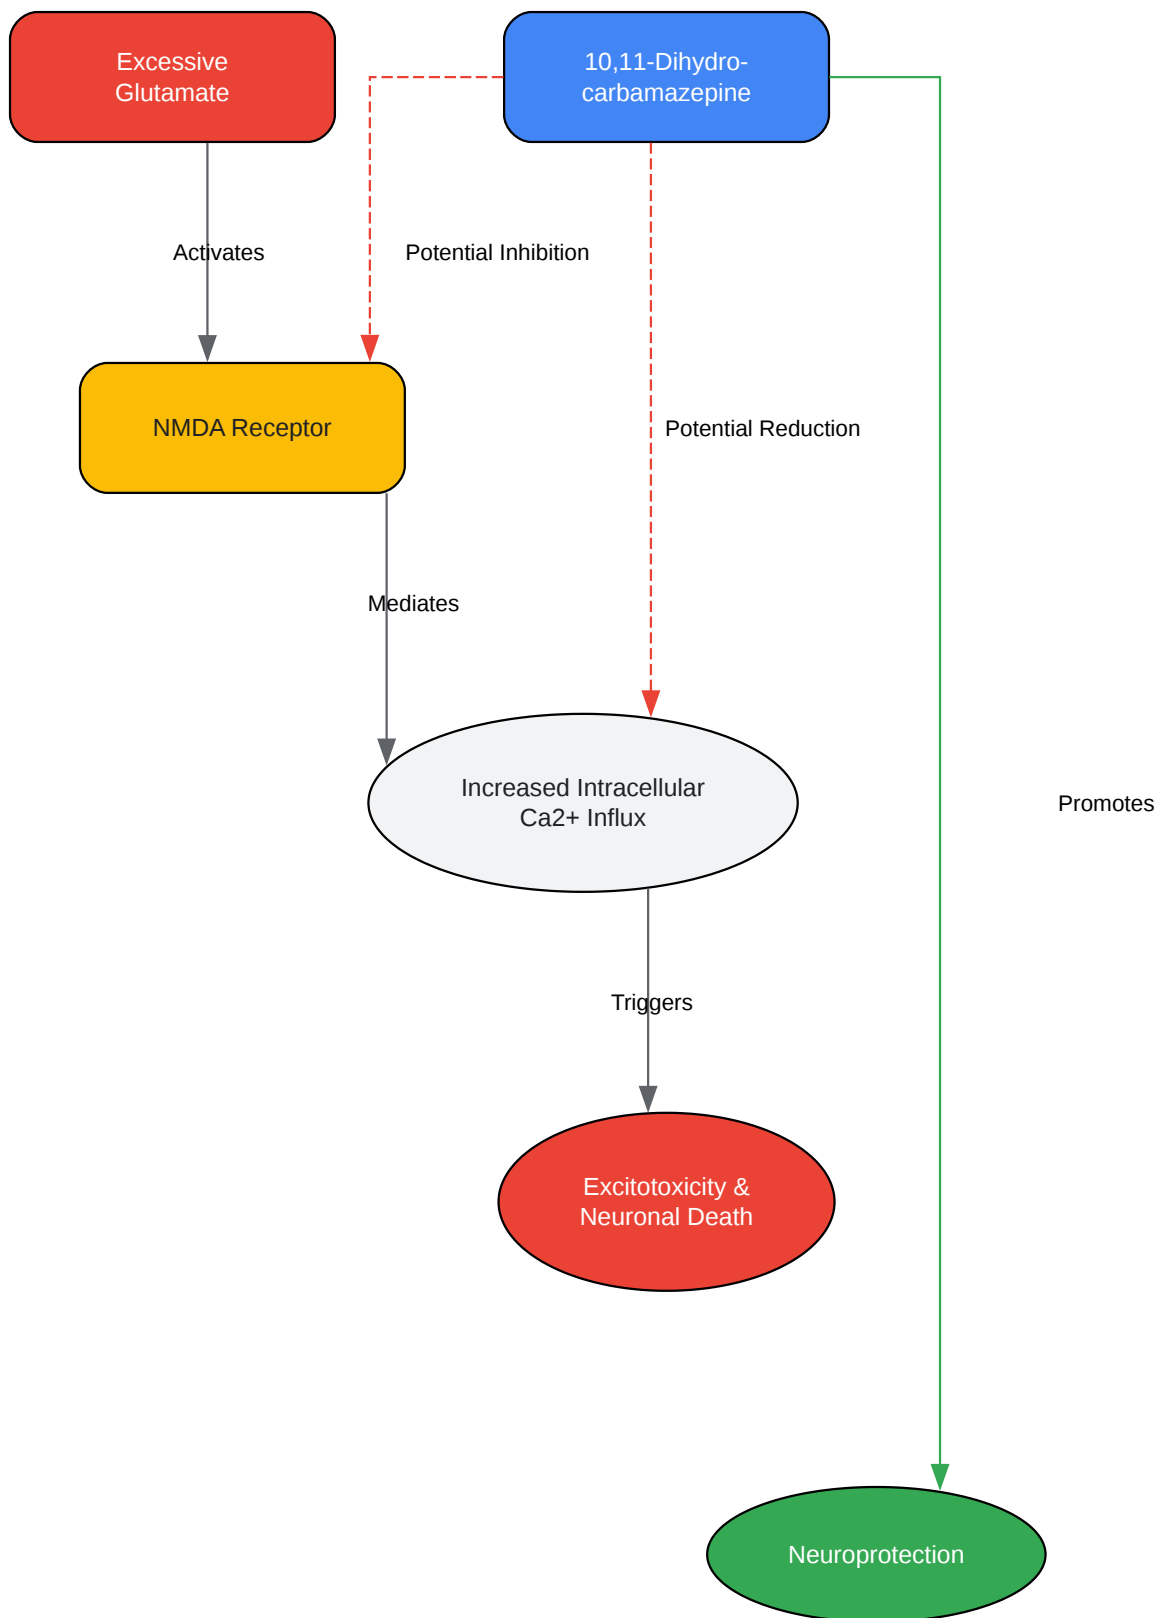 Excessive
Glutamate
10,11-Dihydro-
carbamazepine
Activates
Potential Inhibition
NMDA Receptor
Potential Reduction
Mediates
Increased Intracellular
Ca2+ Influx
Promotes
Triggers
Excitotoxicity &
Neuronal Death
Neuroprotection